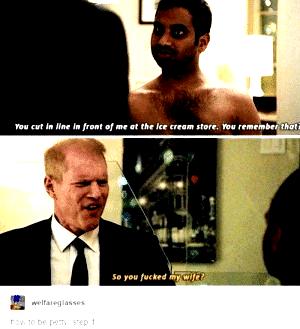 You cut in line in front of me at the ice cream store. You remember that?
So you fucked my wife?
welfareglasses
how to be petty: step 1